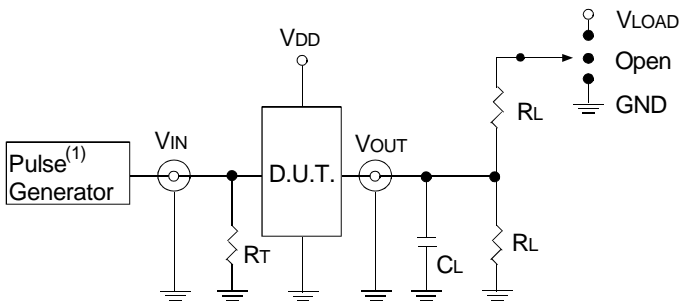 VLOAD
VDD
Open
RL
GND
VIN
VOUT
Pulse(1)
Generator
D.U.T.
RT
CL
RL